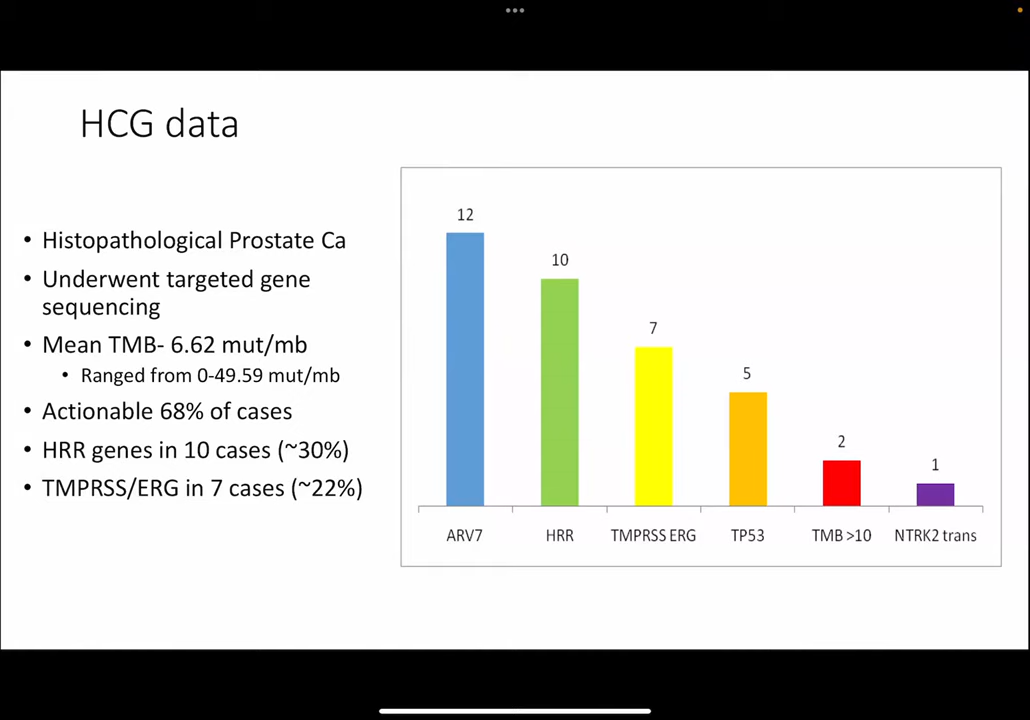 HCG data
• Histopathological Prostate Ca
• Underwent targeted gene
sequencing
• Mean TMB- 6.62 mut/mb
• Ranged from 0-49.59 mut/mb
• Actionable 68% of cases
• HRR genes in 10 cases (~30%)
• TMPRSS/ERG in 7 cases (~22%)
12
10
7
5
2
1
ARV7 HRR TMPRSS ERG TP53 TMB >10 NTRK2 trans